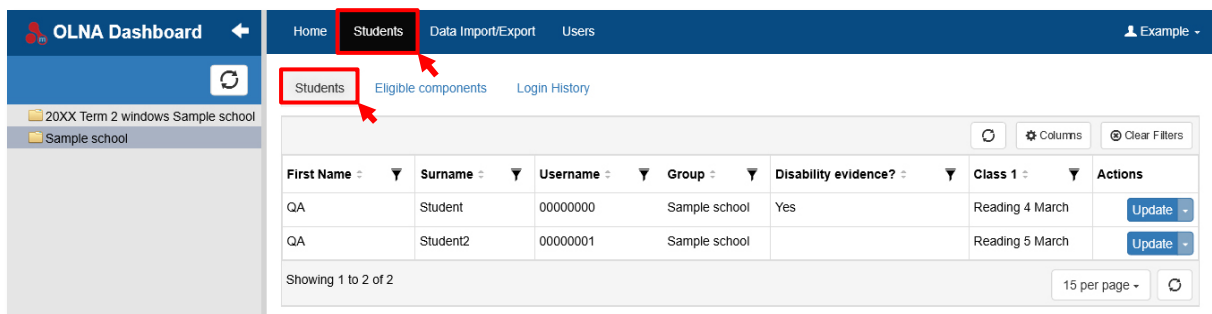 OLNA Dashboard
Home Students Data Import/Export Users Example
Students Eligible components Login History
20XX Term 2 windows Sample school
Sample school
Columns Clear Filters
First Name Surname Username Group Disability evidence? Class 1 Actions
QA Student 00000000 Sample school Yes Reading 4 March Update
QA Student2 00000001 Sample school Reading 5 March Update
Showing 1 to 2 of 2
15 per page